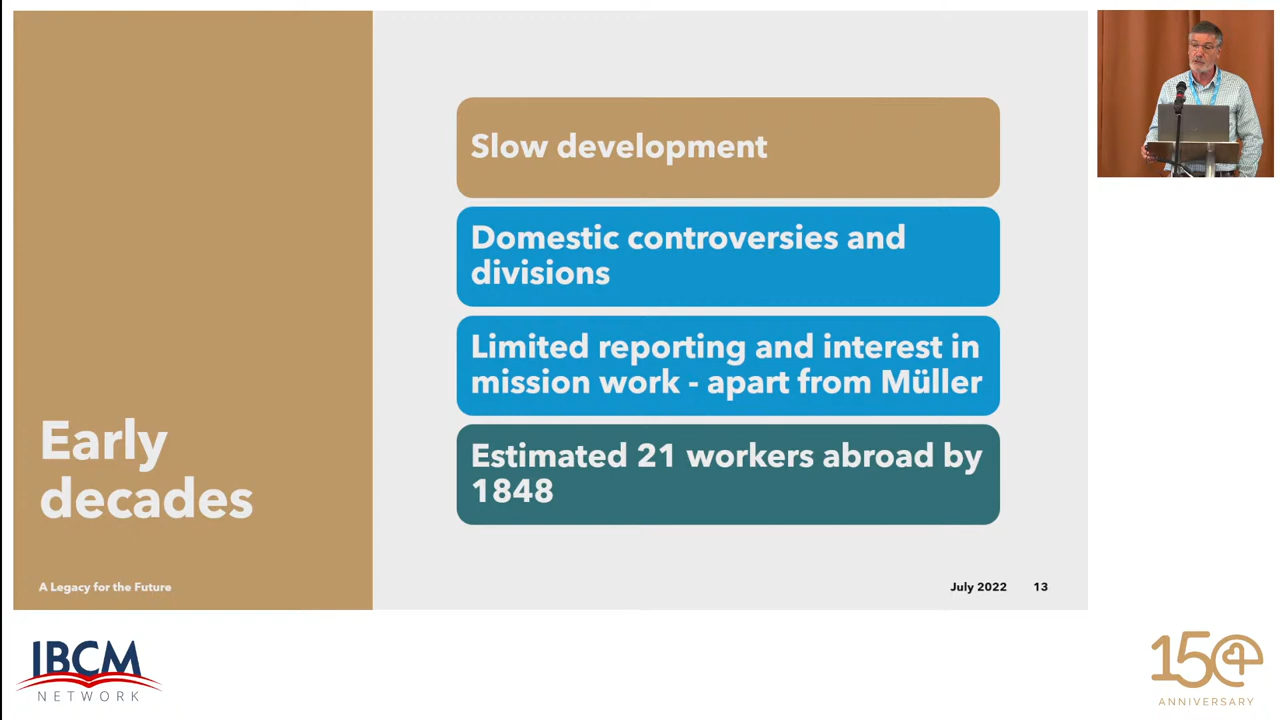 Slow development
Domestic controversies and
divisions
Limited reporting and interest in
mission work - apart from Müller
Estimated 21 workers abroad by
1848
Early
decades
A Legacy for the Future
July 2022 13
IBCM
NETWORK
150
ANNIVERSARY